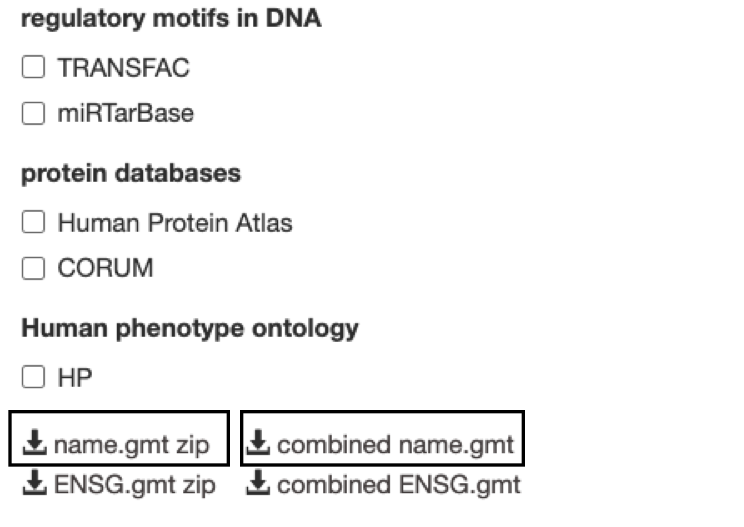 regulatory motifs in DNA
TRANSFAC
miRTarBase
protein databases
Human Protein Atlas
CORUM
Human phenotype ontology
HP
name.gmt zip combined name.gmt
ENSG.gmt zip combined ENSG.gmt